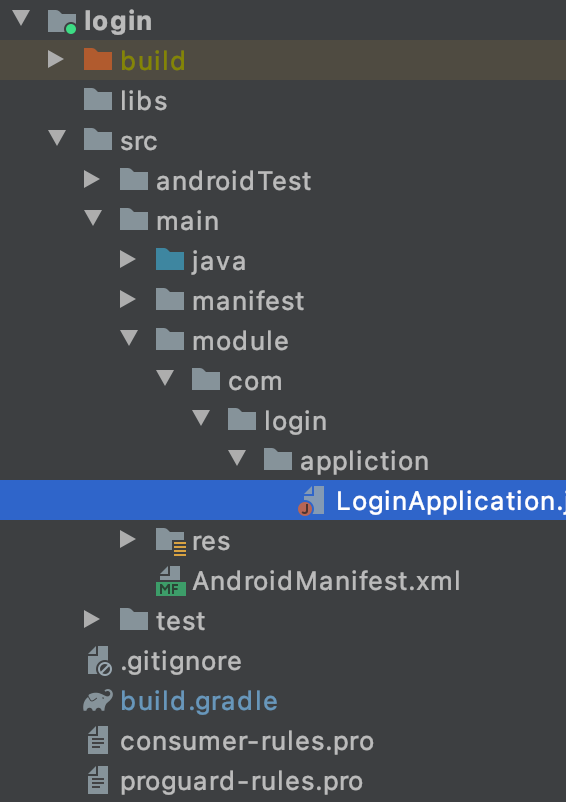 login
build
libs
src
androidTest
main
java
manifest
module
com
login
appliction
LoginApplication.j
res
MF AndroidManifest.xml
test
.gitignore
build.gradle
consumer-rules.pro
proguard-rules.pro